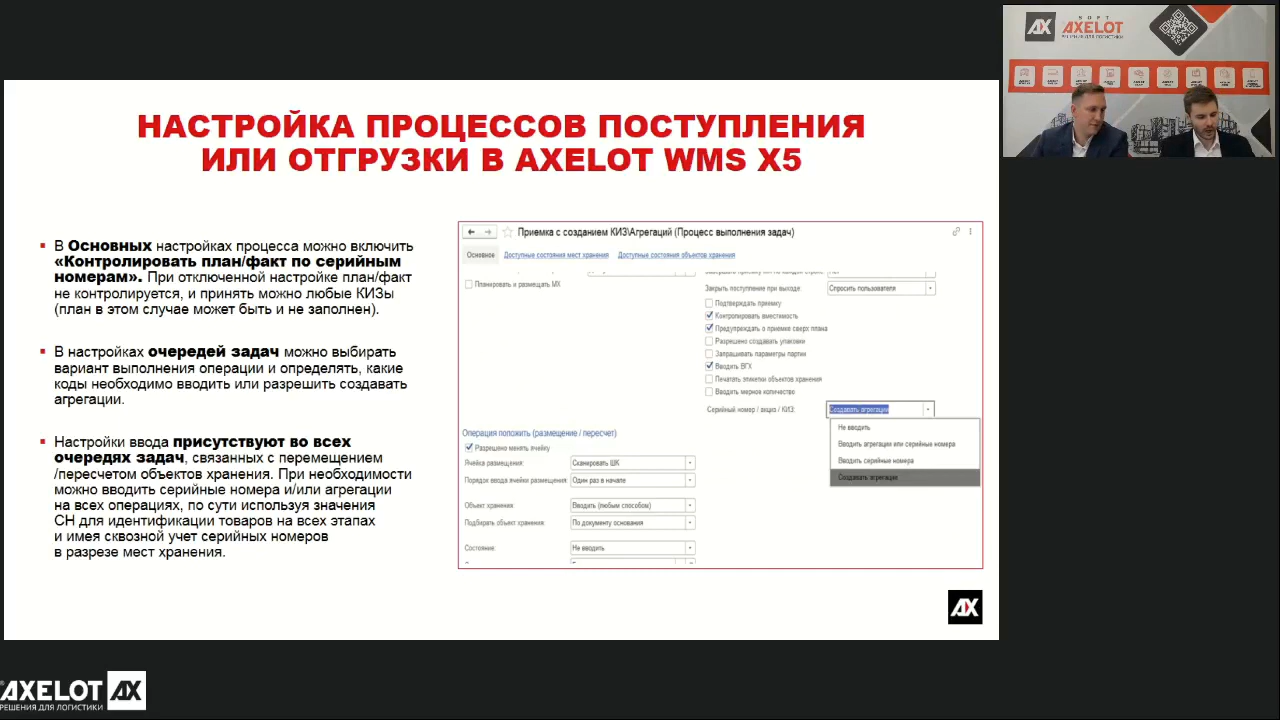 НАСТРОЙКА ПРОЦЕССОВ ПОСТУПЛЕНИЯ
ИЛИ ОТГРУЗКИ В AXELOT WMS X5
В Основных настройках процесса можно включить
«Контролировать план/факт по серийным
номерам». При отключенной настройке план/факт
не контролируется, и принять можно любые КИЗы
(план в этом случае может быть и не заполнен).
В настройках очередей задач можно выбирать
вариант выполнения операции и определять, какие
коды необходимо вводить или разрешить создавать
агрегации.
Настройки ввода присутствуют во всех
очередях задач, связанных с перемещением
/пересчетом объектов хранения. При необходимости
можно вводить серийные номера и/или агрегации
на всех операциях, по сути используя значения
СН для идентификации товаров на всех этапах
и имея сквозной учет серийных номеров
в разрезе мест хранения.
Приемка с созданием КИЗ\Агрегаций (Процесс выполнения задач)
Основное Доступные состояния мест хранения Доступные состояния объектов хранения
Планировать и размещать МХ
Закрыть поступление при выходе: Спросить пользователя
Подтверждать приемку
Контролировать вместимость
Предупреждать о приемке сверх плана
Разрешено создавать упаковки
Запрашивать параметры партии
Вводить ВГХ
Печатать этикетки объектов хранения
Вводить мерное количество
Серийный номер / акциз / КИЗ: Создавать агрегации
Не вводить
Вводить агрегации или серийные номера
Вводить серийные номера
Создавать агрегации
Операция положить (размещение / пересчет)
Разрешено менять ячейку
Ячейка размещения: Сканировать ШК
Порядок ввода ячейки размещения: Один раз в начале
Объект хранения: Вводить (любым способом)
Подбирать объект хранения: По документу основания
Состояние: Не вводить
AX
AXELOT AX
РЕШЕНИЯ ДЛЯ ЛОГИСТИКИ
AX AXELOT
РЕШЕНИЯ ДЛЯ ЛОГИСТИКИ